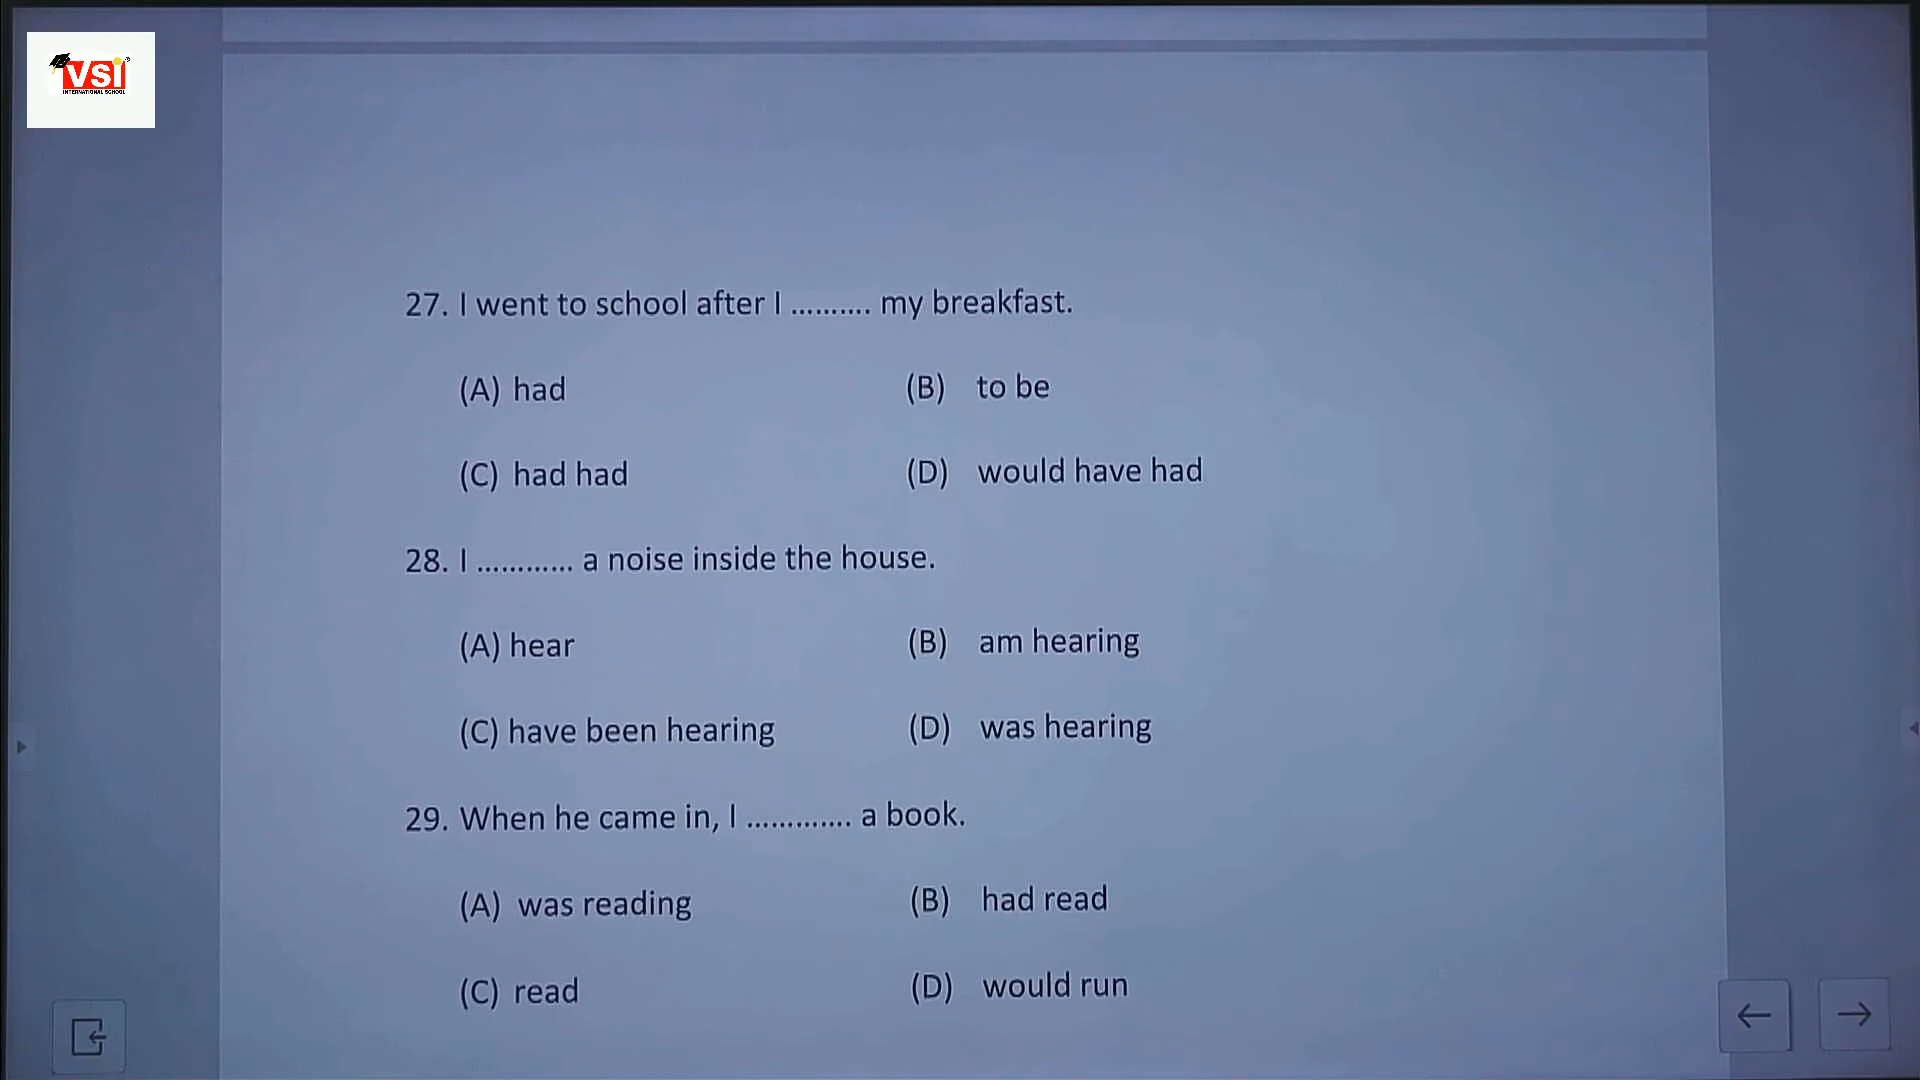 VSI
INTERNATIONAL SCHOOL
27. I went to school after I .......... my breakfast.
(A) had (B) to be
(C) had had (D) would have had
28. I ............ a noise inside the house.
(A) hear (B) am hearing
(C) have been hearing (D) was hearing
29. When he came in, I ............. a book.
(A) was reading (B) had read
(C) read (D) would run